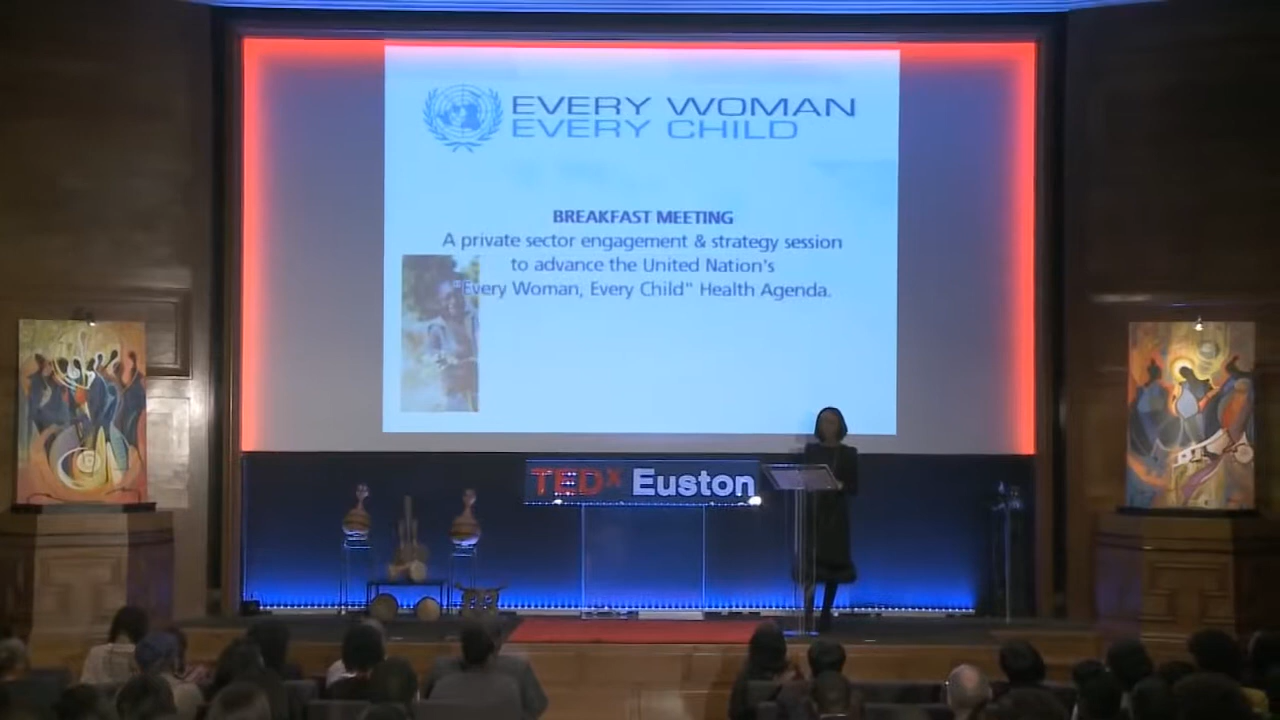 EVERY WOMAN
EVERY CHILD
BREAKFAST MEETING
A private sector engagement & strategy session
to advance the United Nation's
"Every Woman, Every Child" Health Agenda.
TEDx Euston